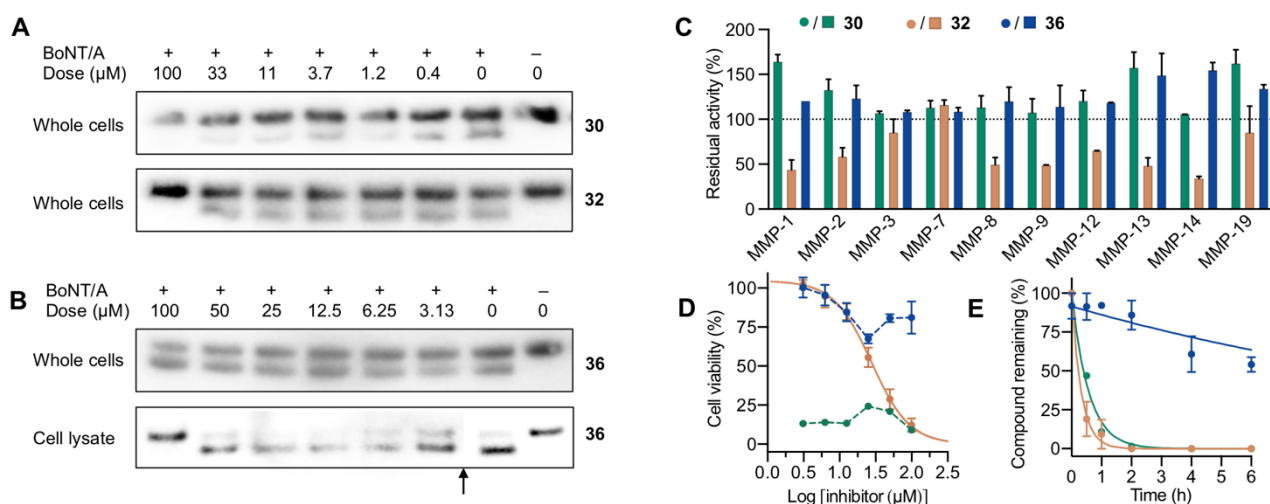 A
BoNT/A + + + + + + + –
Dose (µM) 100 33 11 3.7 1.2 0.4 0 0
Whole cells 30
Whole cells 32
B
BoNT/A + + + + + + + –
Dose (µM) 100 50 25 12.5 6.25 3.13 0 0
Whole cells 36
Cell lysate 36
C
/ 30 / 32 / 36
Residual activity (%)
200
150
100
50
0
MMP-1 MMP-2 MMP-3 MMP-7 MMP-8 MMP-9 MMP-12 MMP-13 MMP-14 MMP-19
D
Cell viability (%)
100
75
50
25
0
0.0 0.5 1.0 1.5 2.0 2.5
Log [inhibitor (µM)]
E
Compound remaining (%)
100
75
50
25
0
0 1 2 3 4 5 6
Time (h)